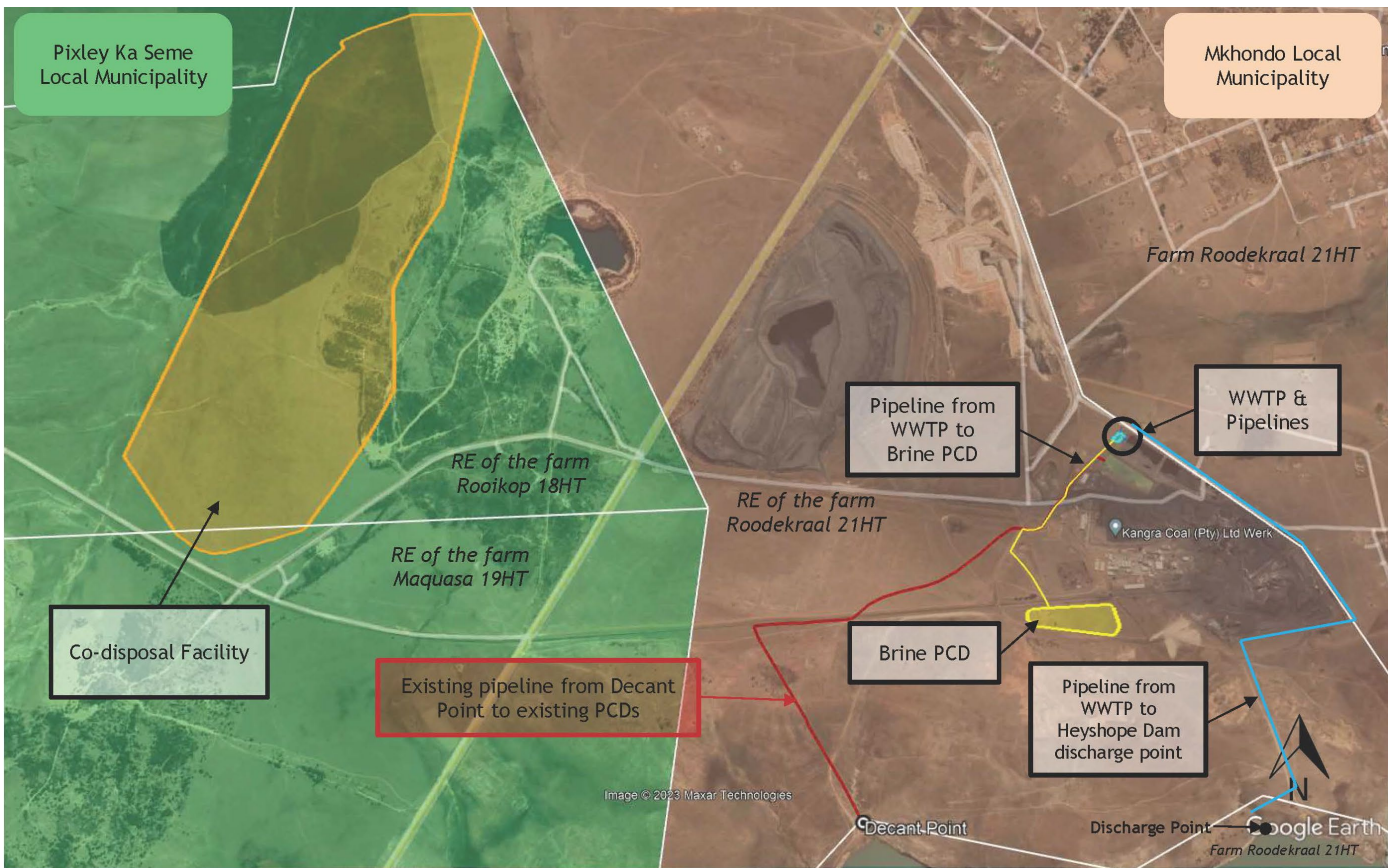 Pixley Ka Seme
Local Municipality
Mkhondo Local
Municipality
Farm Roodekraal 21HT
Pipeline from
WWTP to
Brine PCD
WWTP &
Pipelines
RE of the farm
Rooikop 18HT
RE of the farm
Roodekraal 21HT
Kangra Coal (Pty) Ltd Werk
RE of the farm
Maquasa 19HT
Co-disposal Facility
Brine PCD
Existing pipeline from Decant
Point to existing PCDs
Pipeline from
WWTP to
Heyshope Dam
discharge point
N
Image © 2023 Maxar Technologies
Decant Point
Discharge Point
Google Earth
Farm Roodekraal 21HT